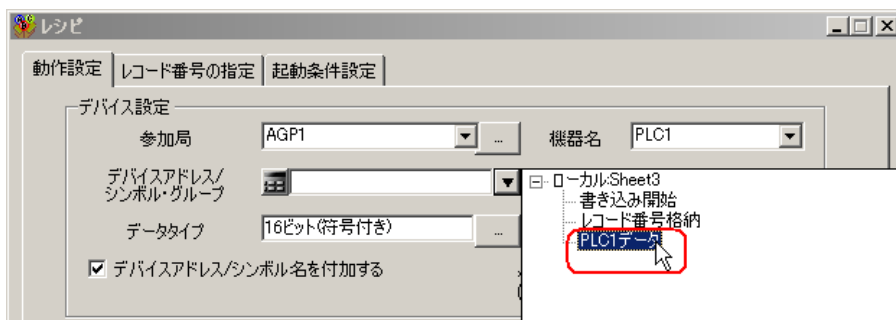 レシピ
動作設定 レコード番号の指定 起動条件設定
デバイス設定
参加局 AGP1 ... 機器名 PLC1
デバイスアドレス/
シンボル・グループ
ローカル:Sheet3
書き込み開始
レコード番号格納
PLC1データ
データタイプ 16ビット(符号付き) ...
デバイスアドレス/シンボル名を付加する